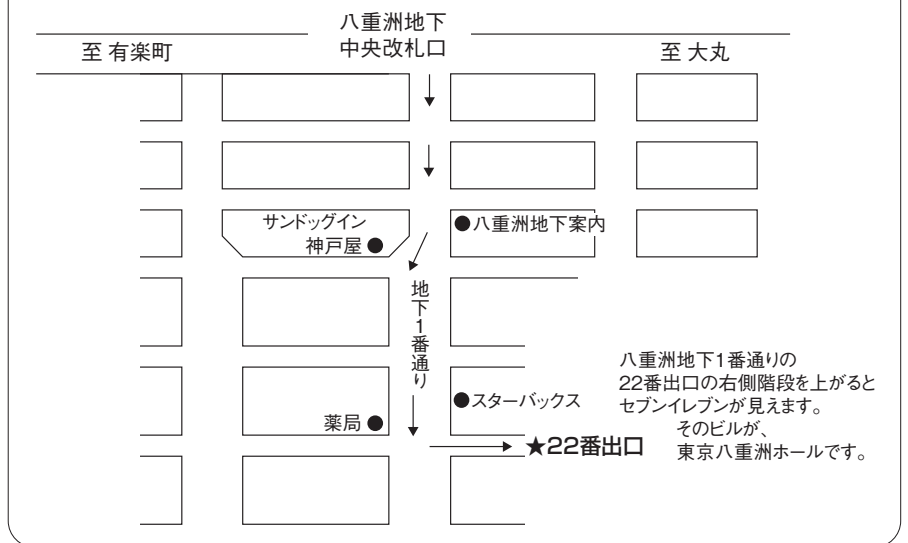 八重洲地下
中央改札口
至 有楽町
至 大丸
サンドッグイン
神戸屋●
●八重洲地下案内
地下1番通り
●スターバックス
薬局●
★22番出口
八重洲地下1番通りの
22番出口の右側階段を上がると
セブンイレブンが見えます。
そのビルが、
東京八重洲ホールです。